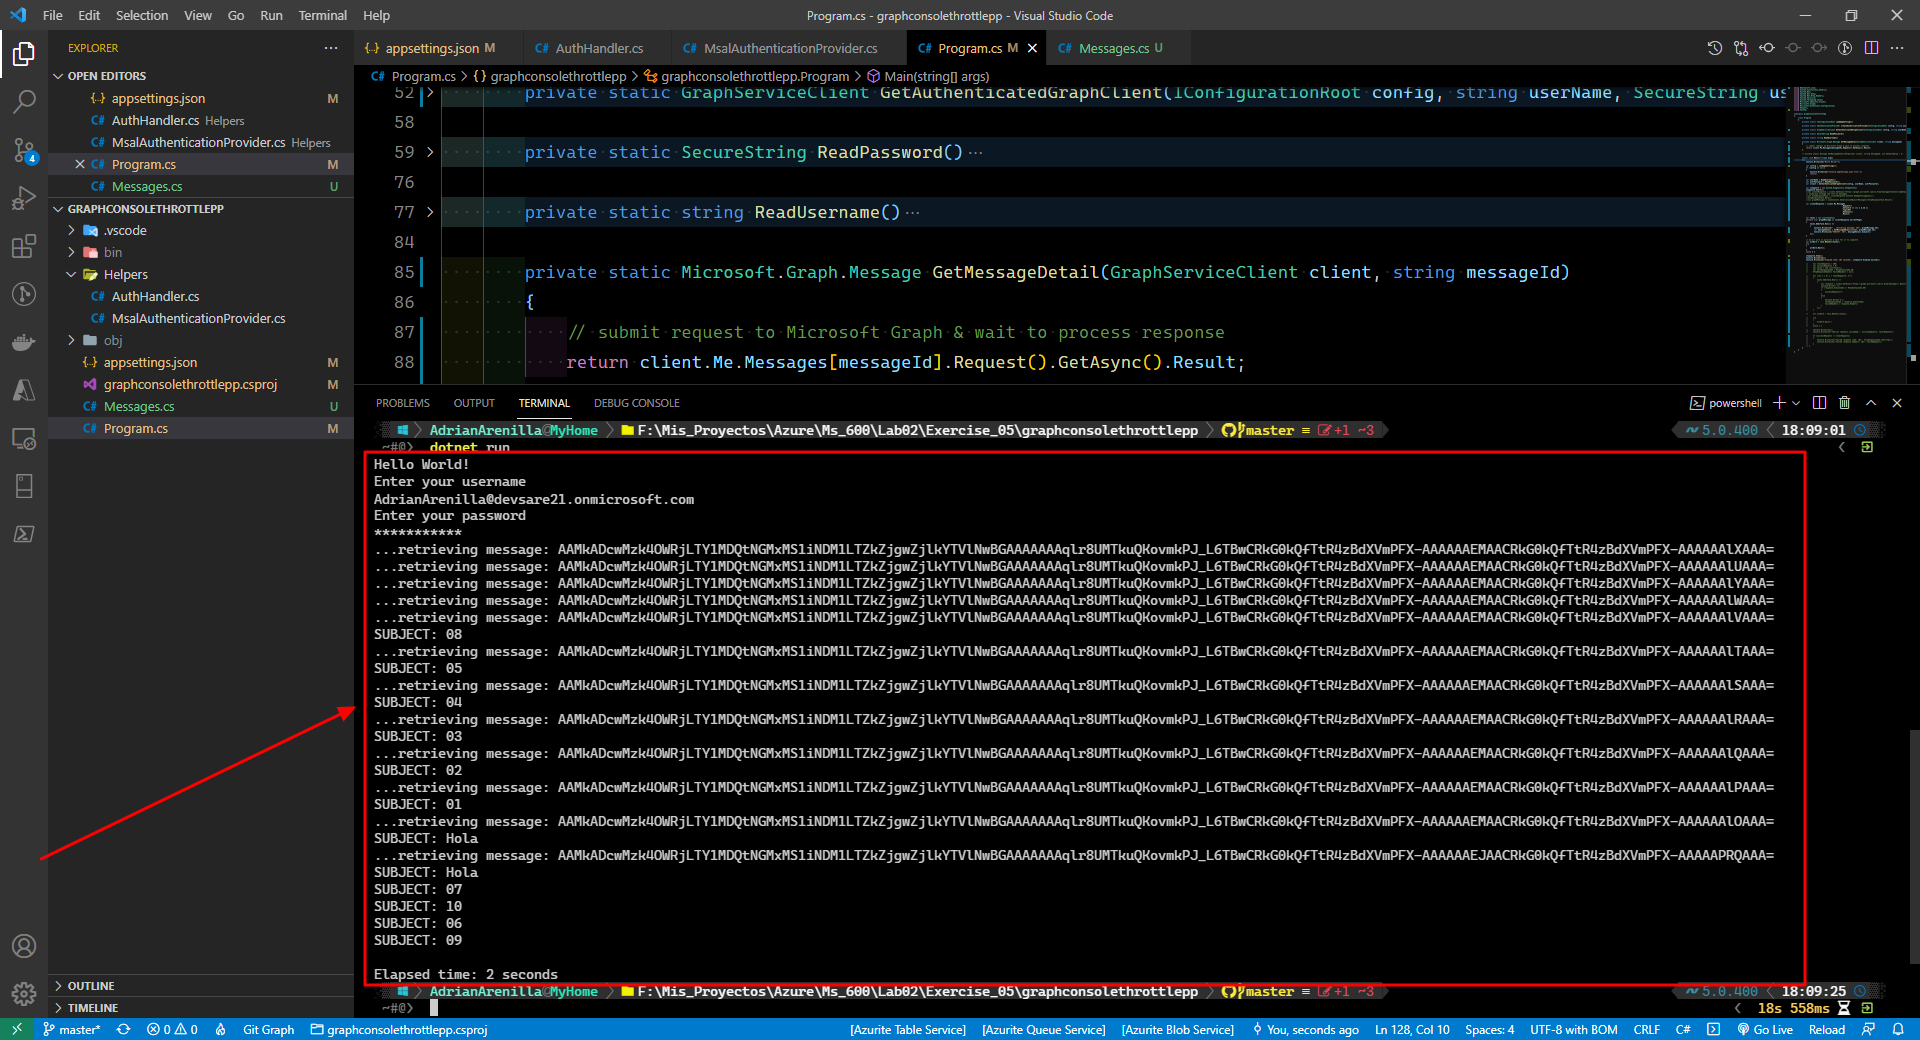 File Edit Selection View Go Run Terminal Help
Program.cs - graphconsolethrottlepp - Visual Studio Code
EXPLORER
OPEN EDITORS
appsettings.json M
AuthHandler.cs Helpers
MsalAuthenticationProvider.cs Helpers
Program.cs M
Messages.cs U
GRAPHCONSOLETHROTTLEPP
.vscode
bin
Helpers
AuthHandler.cs
MsalAuthenticationProvider.cs
obj
appsettings.json M
graphconsolethrottlepp.csproj M
Messages.cs U
Program.cs M
OUTLINE
TIMELINE
4
{..} appsettings.json M C# AuthHandler.cs C# MsalAuthenticationProvider.cs C# Program.cs M C# Messages.cs U
C# Program.cs > {} graphconsolethrottlepp > graphconsolethrottlepp.Program > Main(string[] args)
52 private static GraphServiceClient GetAuthenticatedGraphClient(IConfigurationRoot config, string userName, SecureString us
58
59 private static SecureString ReadPassword() ...
76
77 private static string ReadUsername() ...
84
85 private static Microsoft.Graph.Message GetMessageDetail(GraphServiceClient client, string messageId)
86 {
87 // submit request to Microsoft Graph & wait to process response
88 return client.Me.Messages[messageId].Request().GetAsync().Result;
PROBLEMS OUTPUT TERMINAL DEBUG CONSOLE
powershell
AdrianArenilla@MyHome F:\Mis_Proyectos\Azure\Ms_600\Lab02\Exercise_05\graphconsolethrottlepp master ≡ +1 ~3 5.0.400 18:09:01
~#@> dotnet run
Hello World!
Enter your username
AdrianArenilla@devsare21.onmicrosoft.com
Enter your password
***********
...retrieving message: AAMkADcwMzk4OWRjLTY1MDQtNGMxMS1iNDM1LTZkZjgwZjlkYTVlNwBGAAAAAAAqlr8UMTkuQKovmkPJ_L6TBwCRkG0kQfTtR4zBdXVmPFX-AAAAAAEMAACRkG0kQfTtR4zBdXVmPFX-AAAAAAlXAAA=
...retrieving message: AAMkADcwMzk4OWRjLTY1MDQtNGMxMS1iNDM1LTZkZjgwZjlkYTVlNwBGAAAAAAAqlr8UMTkuQKovmkPJ_L6TBwCRkG0kQfTtR4zBdXVmPFX-AAAAAAEMAACRkG0kQfTtR4zBdXVmPFX-AAAAAAlUAAA=
...retrieving message: AAMkADcwMzk4OWRjLTY1MDQtNGMxMS1iNDM1LTZkZjgwZjlkYTVlNwBGAAAAAAAqlr8UMTkuQKovmkPJ_L6TBwCRkG0kQfTtR4zBdXVmPFX-AAAAAAEMAACRkG0kQfTtR4zBdXVmPFX-AAAAAAlYAAA=
...retrieving message: AAMkADcwMzk4OWRjLTY1MDQtNGMxMS1iNDM1LTZkZjgwZjlkYTVlNwBGAAAAAAAqlr8UMTkuQKovmkPJ_L6TBwCRkG0kQfTtR4zBdXVmPFX-AAAAAAEMAACRkG0kQfTtR4zBdXVmPFX-AAAAAAlWAAA=
...retrieving message: AAMkADcwMzk4OWRjLTY1MDQtNGMxMS1iNDM1LTZkZjgwZjlkYTVlNwBGAAAAAAAqlr8UMTkuQKovmkPJ_L6TBwCRkG0kQfTtR4zBdXVmPFX-AAAAAAEMAACRkG0kQfTtR4zBdXVmPFX-AAAAAAlVAAA=
SUBJECT: 08
...retrieving message: AAMkADcwMzk4OWRjLTY1MDQtNGMxMS1iNDM1LTZkZjgwZjlkYTVlNwBGAAAAAAAqlr8UMTkuQKovmkPJ_L6TBwCRkG0kQfTtR4zBdXVmPFX-AAAAAAEMAACRkG0kQfTtR4zBdXVmPFX-AAAAAAlTAAA=
SUBJECT: 05
...retrieving message: AAMkADcwMzk4OWRjLTY1MDQtNGMxMS1iNDM1LTZkZjgwZjlkYTVlNwBGAAAAAAAqlr8UMTkuQKovmkPJ_L6TBwCRkG0kQfTtR4zBdXVmPFX-AAAAAAEMAACRkG0kQfTtR4zBdXVmPFX-AAAAAAlSAAA=
SUBJECT: 04
...retrieving message: AAMkADcwMzk4OWRjLTY1MDQtNGMxMS1iNDM1LTZkZjgwZjlkYTVlNwBGAAAAAAAqlr8UMTkuQKovmkPJ_L6TBwCRkG0kQfTtR4zBdXVmPFX-AAAAAAEMAACRkG0kQfTtR4zBdXVmPFX-AAAAAAlRAAA=
SUBJECT: 03
...retrieving message: AAMkADcwMzk4OWRjLTY1MDQtNGMxMS1iNDM1LTZkZjgwZjlkYTVlNwBGAAAAAAAqlr8UMTkuQKovmkPJ_L6TBwCRkG0kQfTtR4zBdXVmPFX-AAAAAAEMAACRkG0kQfTtR4zBdXVmPFX-AAAAAAlQAAA=
SUBJECT: 02
...retrieving message: AAMkADcwMzk4OWRjLTY1MDQtNGMxMS1iNDM1LTZkZjgwZjlkYTVlNwBGAAAAAAAqlr8UMTkuQKovmkPJ_L6TBwCRkG0kQfTtR4zBdXVmPFX-AAAAAAEMAACRkG0kQfTtR4zBdXVmPFX-AAAAAAlPAAA=
SUBJECT: 01
...retrieving message: AAMkADcwMzk4OWRjLTY1MDQtNGMxMS1iNDM1LTZkZjgwZjlkYTVlNwBGAAAAAAAqlr8UMTkuQKovmkPJ_L6TBwCRkG0kQfTtR4zBdXVmPFX-AAAAAAEMAACRkG0kQfTtR4zBdXVmPFX-AAAAAAlOAAA=
SUBJECT: Hola
...retrieving message: AAMkADcwMzk4OWRjLTY1MDQtNGMxMS1iNDM1LTZkZjgwZjlkYTVlNwBGAAAAAAAqlr8UMTkuQKovmkPJ_L6TBwCRkG0kQfTtR4zBdXVmPFX-AAAAAAEJAACRkG0kQfTtR4zBdXVmPFX-AAAAAPRQAAA=
SUBJECT: Hola
SUBJECT: 07
SUBJECT: 10
SUBJECT: 06
SUBJECT: 09
Elapsed time: 2 seconds
AdrianArenilla@MyHome F:\Mis_Proyectos\Azure\Ms_600\Lab02\Exercise_05\graphconsolethrottlepp master ≡ +1 ~3 5.0.400 18:09:25
~#@> 18s 558ms
master* 0 0 Git Graph graphconsolethrottlepp.csproj [Azurite Table Service] [Azurite Queue Service] [Azurite Blob Service] You, seconds ago Ln 128, Col 10 Spaces: 4 UTF-8 with BOM CRLF C# Go Live Reload